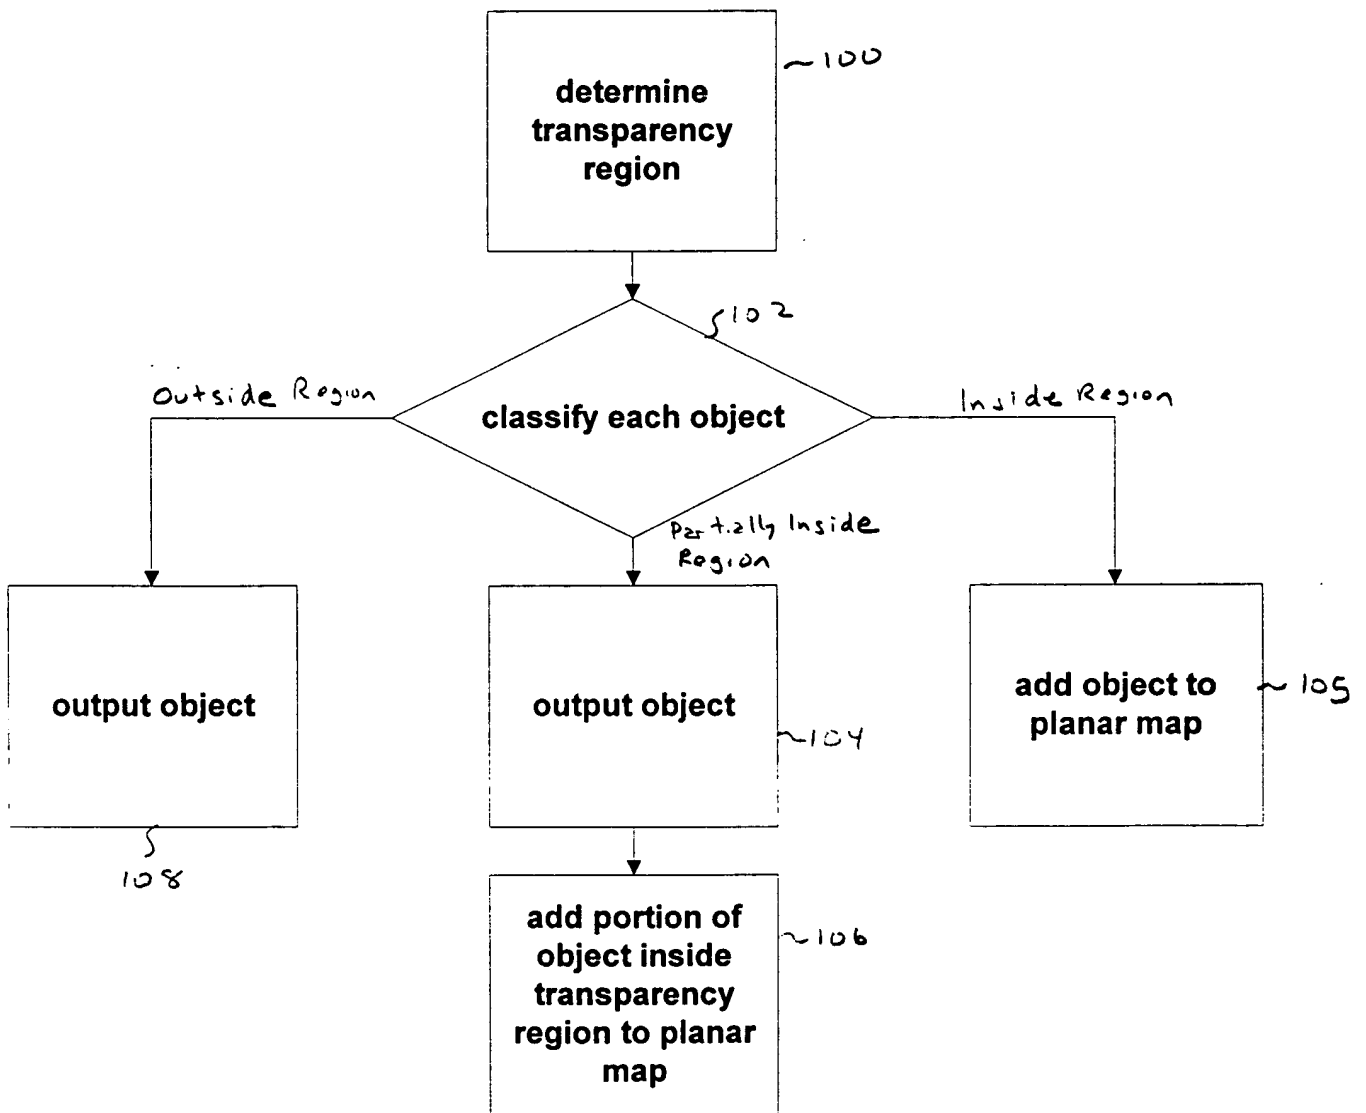 determine
transparency
region
100
102
Outside Region
classify each object
Inside Region
Partially Inside
Region
output object
108
output object
104
add object to
planar map
105
add portion of
object inside
transparency
region to planar
map
106